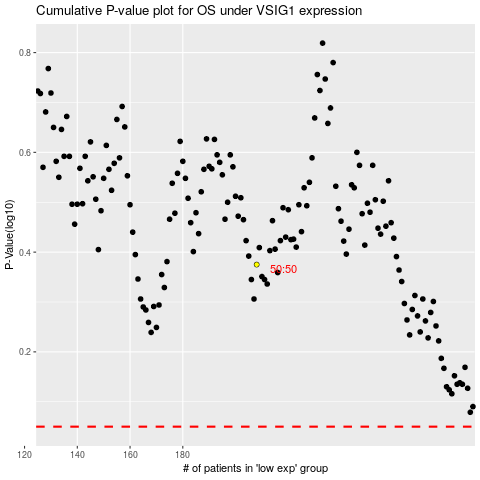 Cumulative P-value plot for OS under VSIG1 expression
P-Value(log10)
0.8
0.6
0.4
0.2
50:50
120 140 160 180
# of patients in 'low exp' group